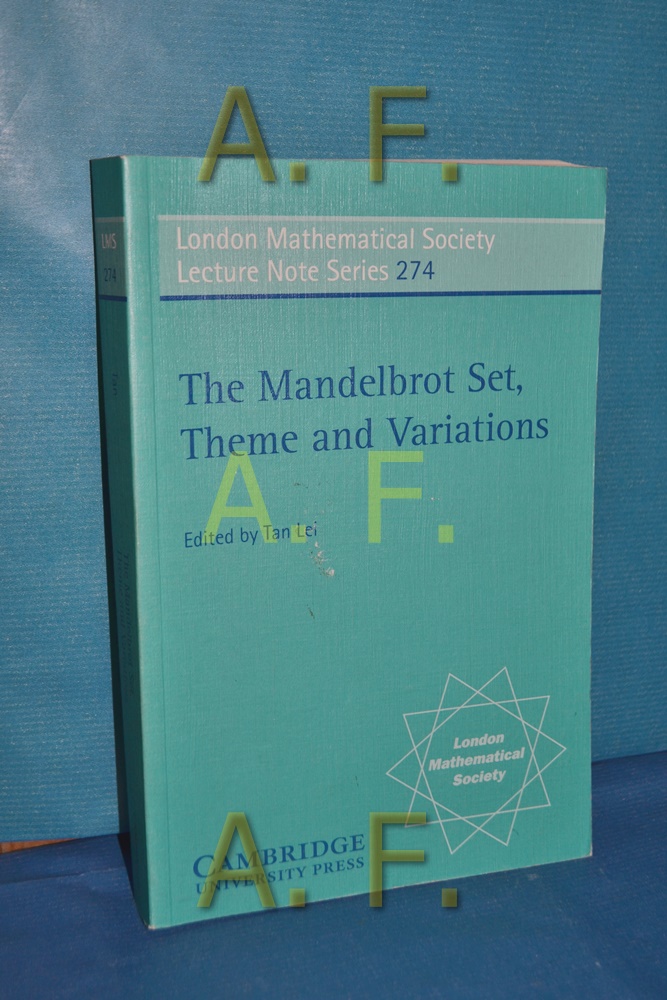 A. F.
LMS
274
Tan
London Mathematical Society
Lecture Note Series 274
The Mandelbrot Set,
Theme and Variations
A. F.
Edited by Tan Lei
London
Mathematical
Society
A. F.
CAMBRIDGE
UNIVERSITY PRESS